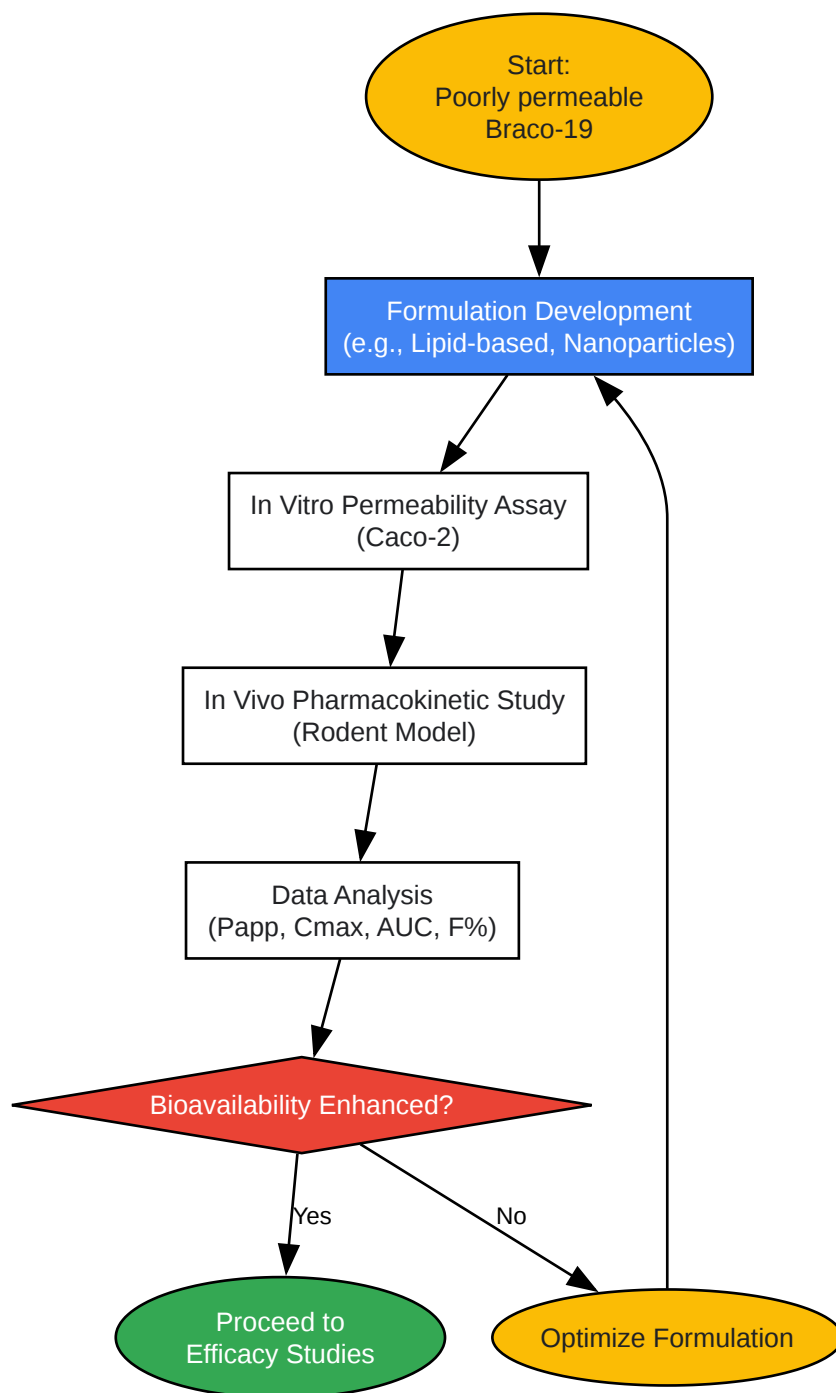 Start:
Poorly permeable
Braco-19
Formulation Development
(e.g., Lipid-based, Nanoparticles)
In Vitro Permeability Assay
(Caco-2)
In Vivo Pharmacokinetic Study
(Rodent Model)
Data Analysis
(Papp, Cmax, AUC, F%)
Bioavailability Enhanced?
Yes
No
Proceed to
Efficacy Studies
Optimize Formulation